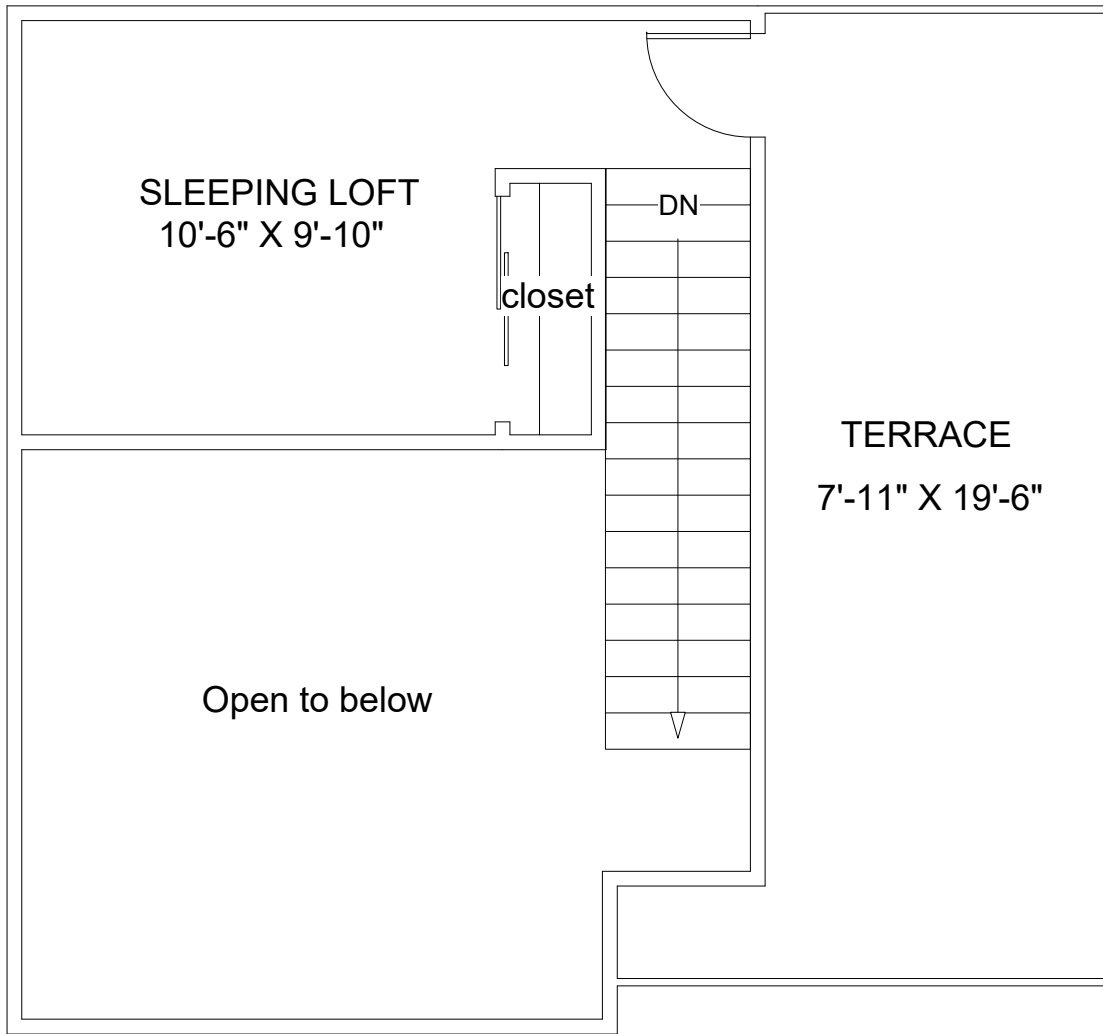 SLEEPING LOFT
10'-6" X 9'-10"
DN
closet
TERRACE
7'-11" X 19'-6"
Open to below